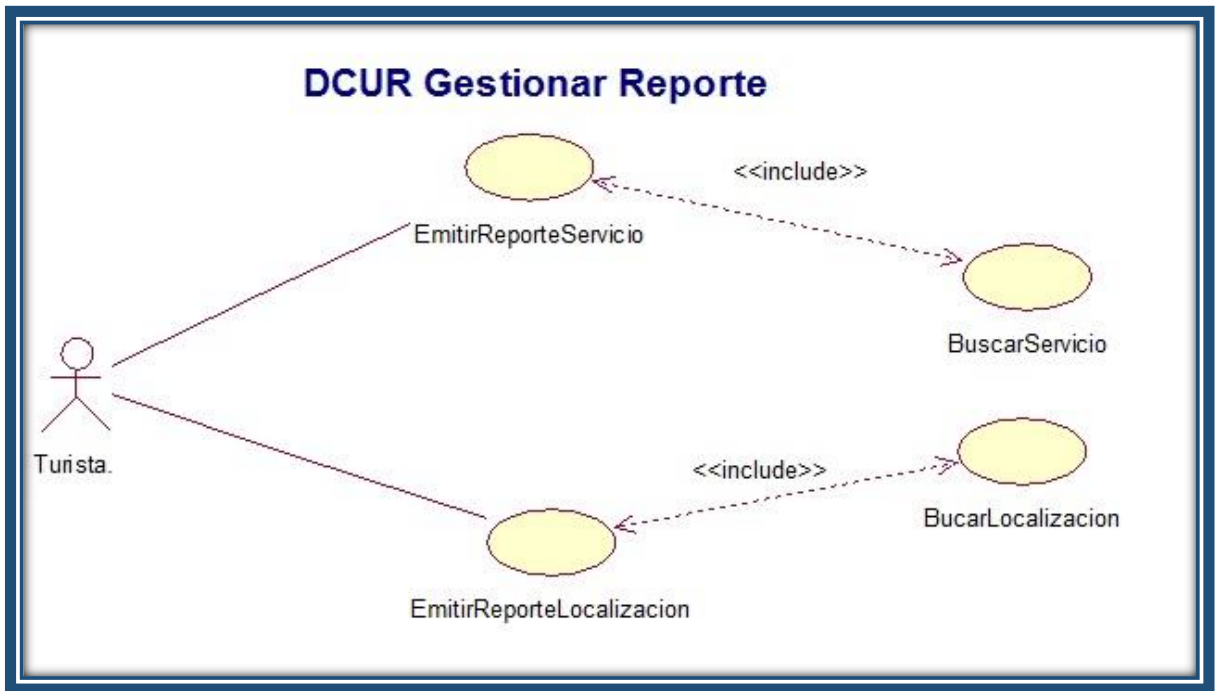 DCUR Gestionar Reporte
<<include>>
EmitirReporteServicio
BuscarServicio
Turista.
<<include>>
BucarLocalizacion
EmitirReporteLocalizacion